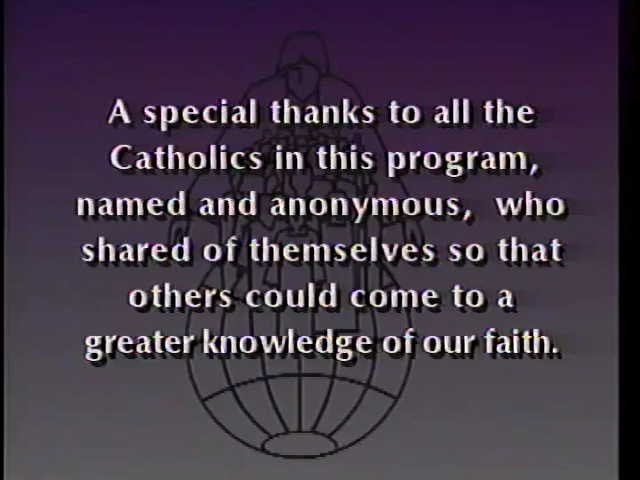 A special thanks to all the
Catholics in this program,
named and anonymous, who
shared of themselves so that
others could come to a
greater knowledge of our faith.